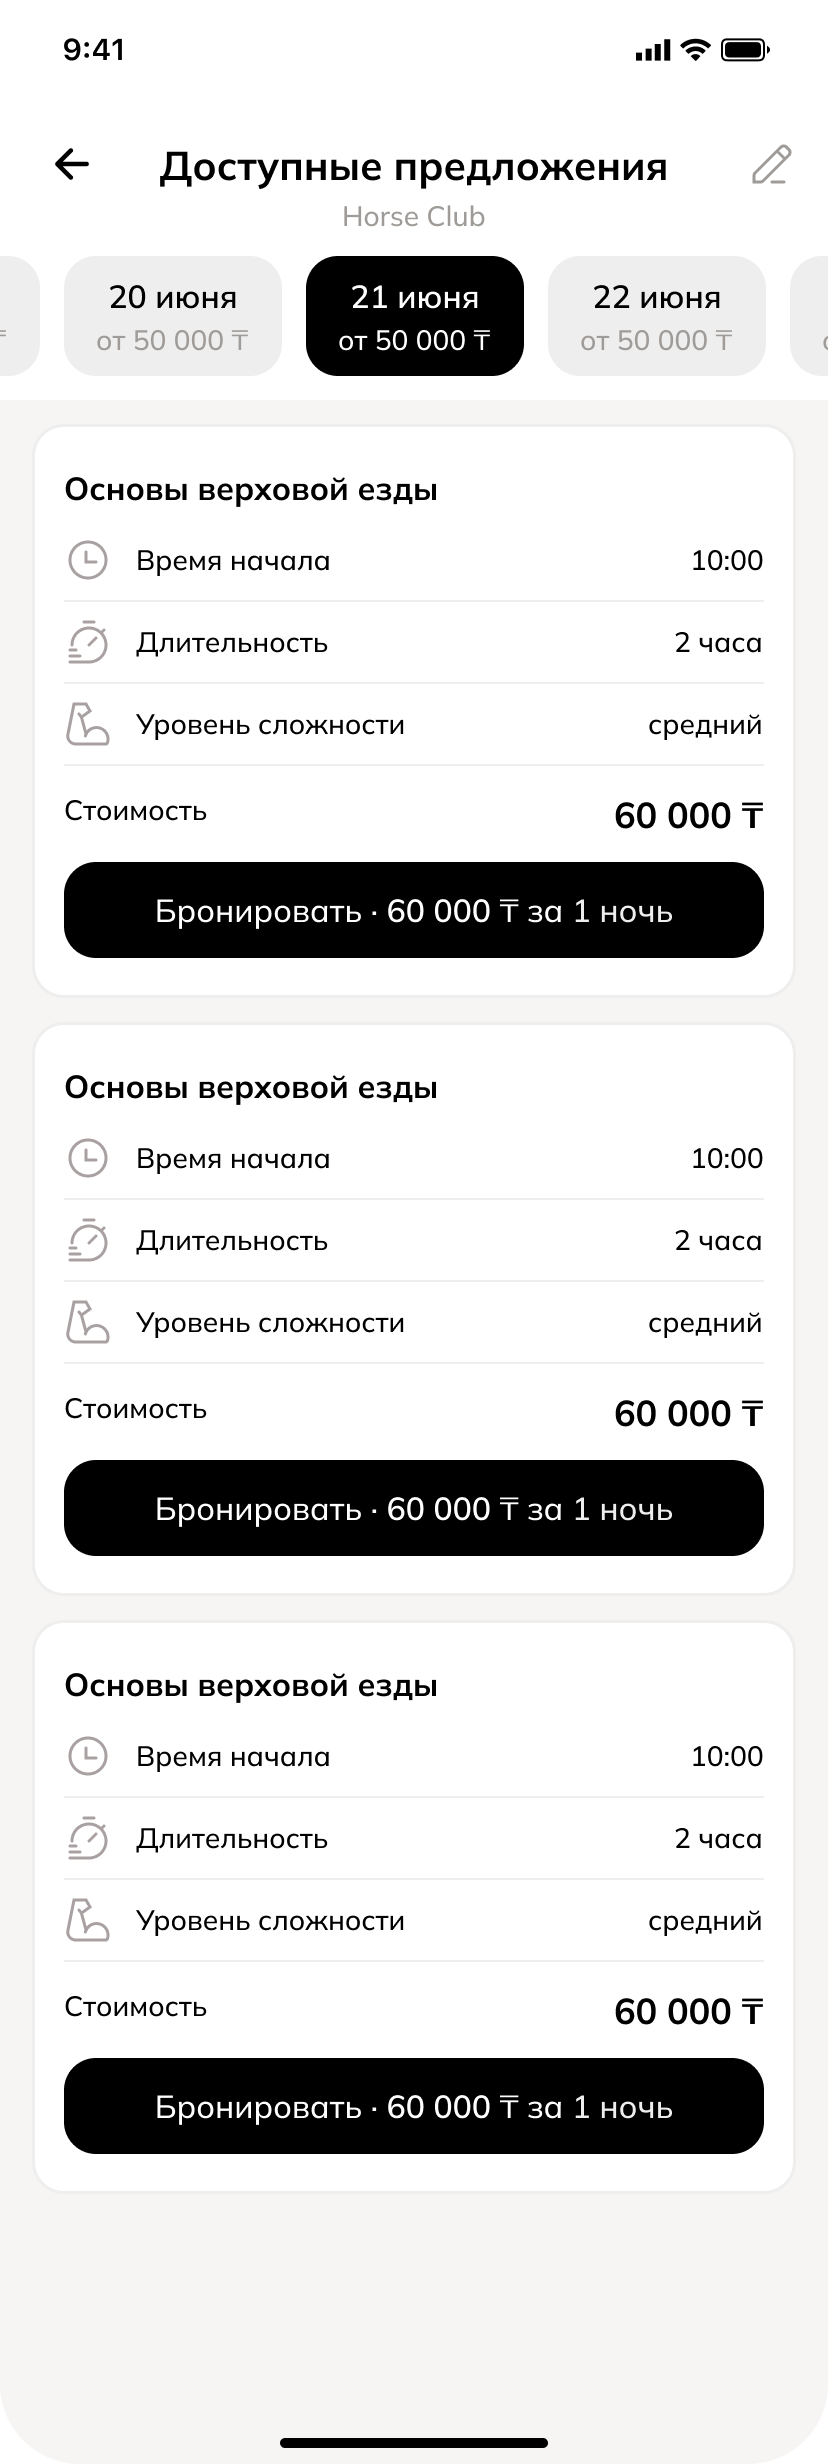 9:41
Доступные предложения
Horse Club
20 июня
от 50 000 ₸
21 июня
от 50 000 ₸
22 июня
от 50 000 ₸
Основы верховой езды
Время начала 10:00
Длительность 2 часа
Уровень сложности средний
Стоимость 60 000 ₸
Бронировать · 60 000 ₸ за 1 ночь
Основы верховой езды
Время начала 10:00
Длительность 2 часа
Уровень сложности средний
Стоимость 60 000 ₸
Бронировать · 60 000 ₸ за 1 ночь
Основы верховой езды
Время начала 10:00
Длительность 2 часа
Уровень сложности средний
Стоимость 60 000 ₸
Бронировать · 60 000 ₸ за 1 ночь